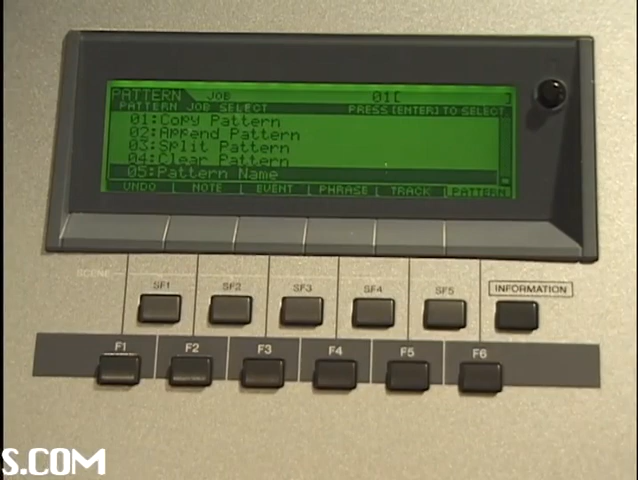 PATTERN JOB 01[ ]
PATTERN JOB SELECT PRESS [ENTER] TO SELECT.
01:Copy Pattern
02:Append Pattern
03:Split Pattern
04:Clear Pattern
05:Pattern Name
UNDO NOTE EVENT PHRASE TRACK PATTERN
SCENE SF1 SF2 SF3 SF4 SF5 INFORMATION
F1 F2 F3 F4 F5 F6
S.COM